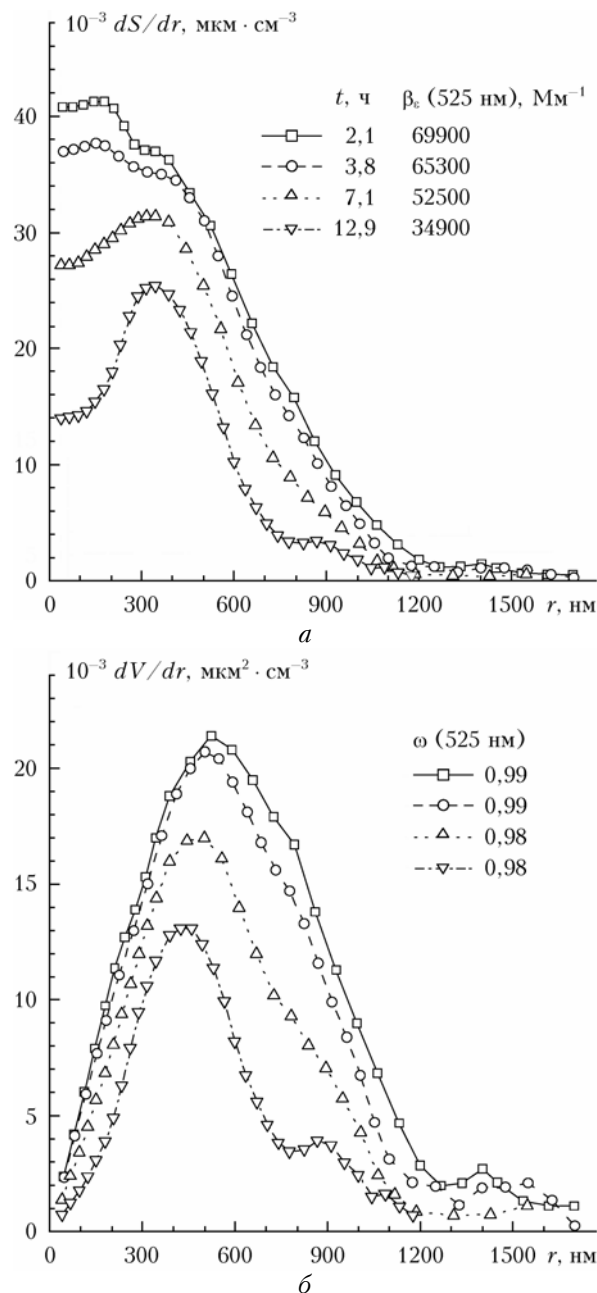 10⁻³ dS/dr, мкм · см⁻³
t, ч β_ε (525 нм), Мм⁻¹
2,1 69900
3,8 65300
7,1 52500
12,9 34900
40
30
20
10
0
0 300 600 900 1200 1500 r, нм
а
10⁻³ dV/dr, мкм² · см⁻³
ω (525 нм)
0,99
0,99
0,98
0,98
20
15
10
5
0
0 300 600 900 1200 1500 r, нм
б